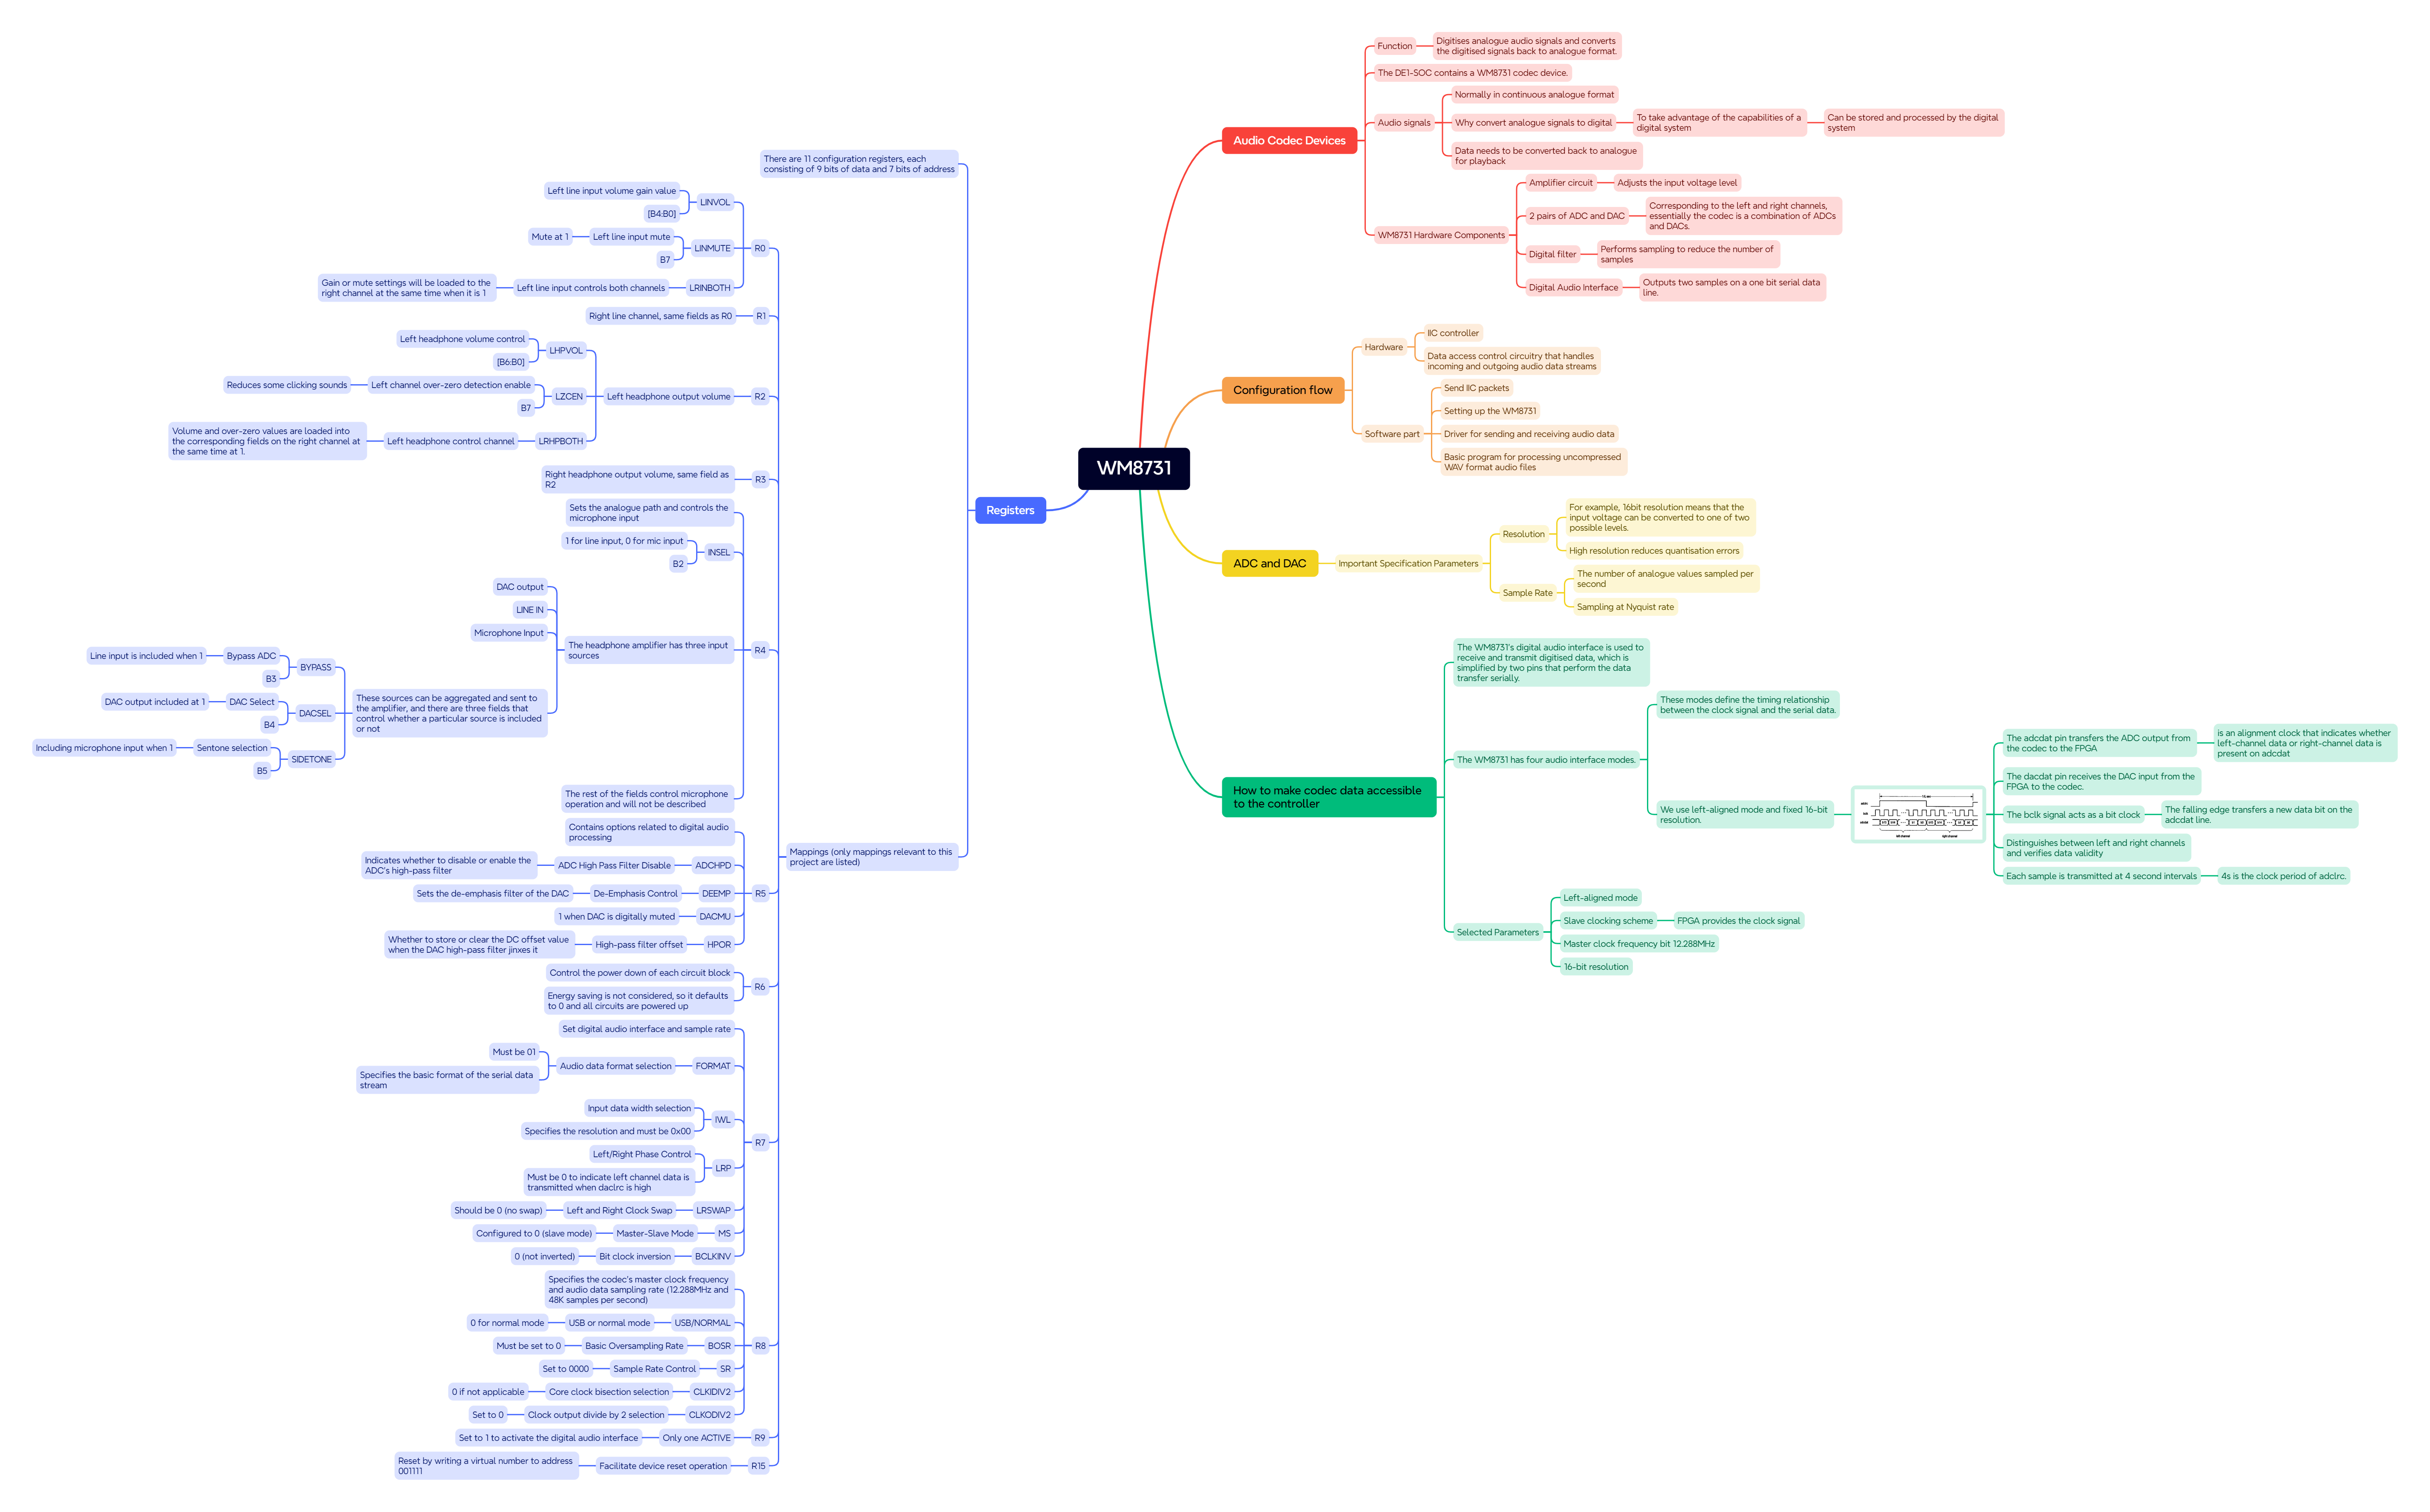 WM8731
Audio Codec Devices
Function
Digitises analogue audio signals and converts
the digitised signals back to analogue format.
The DE1-SOC contains a WM8731 codec device.
Audio signals
Normally in continuous analogue format
Why convert analogue signals to digital
To take advantage of the capabilities of a
digital system
Can be stored and processed by the digital
system
Data needs to be converted back to analogue
for playback
WM8731 Hardware Components
Amplifier circuit
Adjusts the input voltage level
2 pairs of ADC and DAC
Corresponding to the left and right channels,
essentially the codec is a combination of ADCs
and DACs.
Digital filter
Performs sampling to reduce the number of
samples
Digital Audio Interface
Outputs two samples on a one bit serial data
line.
Configuration flow
Hardware
IIC controller
Data access control circuitry that handles
incoming and outgoing audio data streams
Software part
Send IIC packets
Setting up the WM8731
Driver for sending and receiving audio data
Basic program for processing uncompressed
WAV format audio files
ADC and DAC
Important Specification Parameters
Resolution
For example, 16bit resolution means that the
input voltage can be converted to one of two
possible levels.
High resolution reduces quantisation errors
Sample Rate
The number of analogue values sampled per
second
Sampling at Nyquist rate
How to make codec data accessible
to the controller
The WM8731's digital audio interface is used to
receive and transmit digitised data, which is
simplified by two pins that perform the data
transfer serially.
The WM8731 has four audio interface modes.
These modes define the timing relationship
between the clock signal and the serial data.
We use left-aligned mode and fixed 16-bit
resolution.
left channel
right channel
The adcdat pin transfers the ADC output from
the codec to the FPGA
is an alignment clock that indicates whether
left-channel data or right-channel data is
present on adcdat
The dacdat pin receives the DAC input from the
FPGA to the codec.
The bclk signal acts as a bit clock
The falling edge transfers a new data bit on the
adcdat line.
Distinguishes between left and right channels
and verifies data validity
Each sample is transmitted at 4 second intervals
4s is the clock period of adclrc.
Selected Parameters
Left-aligned mode
Slave clocking scheme
FPGA provides the clock signal
Master clock frequency bit 12.288MHz
16-bit resolution
Registers
There are 11 configuration registers, each
consisting of 9 bits of data and 7 bits of address
Mappings (only mappings relevant to this
project are listed)
R0
LINVOL
Left line input volume gain value
[B4:B0]
LINMUTE
Left line input mute
Mute at 1
B7
LRINBOTH
Left line input controls both channels
Gain or mute settings will be loaded to the
right channel at the same time when it is 1
R1
Right line channel, same fields as R0
R2
Left headphone output volume
LHPVOL
Left headphone volume control
[B6:B0]
LZCEN
Left channel over-zero detection enable
Reduces some clicking sounds
B7
LRHPBOTH
Left headphone control channel
Volume and over-zero values are loaded into
the corresponding fields on the right channel at
the same time at 1.
R3
Right headphone output volume, same field as
R2
R4
Sets the analogue path and controls the
microphone input
INSEL
1 for line input, 0 for mic input
B2
The headphone amplifier has three input
sources
DAC output
LINE IN
Microphone Input
These sources can be aggregated and sent to
the amplifier, and there are three fields that
control whether a particular source is included
or not
BYPASS
Bypass ADC
Line input is included when 1
B3
DACSEL
DAC Select
DAC output included at 1
B4
SIDETONE
Sentone selection
Including microphone input when 1
B5
The rest of the fields control microphone
operation and will not be described
R5
Contains options related to digital audio
processing
ADCHPD
ADC High Pass Filter Disable
Indicates whether to disable or enable the
ADC's high-pass filter
DEEMP
De-Emphasis Control
Sets the de-emphasis filter of the DAC
DACMU
1 when DAC is digitally muted
HPOR
High-pass filter offset
Whether to store or clear the DC offset value
when the DAC high-pass filter jinxes it
R6
Control the power down of each circuit block
Energy saving is not considered, so it defaults
to 0 and all circuits are powered up
R7
Set digital audio interface and sample rate
FORMAT
Audio data format selection
Must be 01
Specifies the basic format of the serial data
stream
IWL
Input data width selection
Specifies the resolution and must be 0x00
LRP
Left/Right Phase Control
Must be 0 to indicate left channel data is
transmitted when daclrc is high
LRSWAP
Left and Right Clock Swap
Should be 0 (no swap)
MS
Master-Slave Mode
Configured to 0 (slave mode)
BCLKINV
Bit clock inversion
0 (not inverted)
R8
Specifies the codec's master clock frequency
and audio data sampling rate (12.288MHz and
48K samples per second)
USB/NORMAL
USB or normal mode
0 for normal mode
BOSR
Basic Oversampling Rate
Must be set to 0
SR
Sample Rate Control
Set to 0000
CLKIDIV2
Core clock bisection selection
0 if not applicable
CLKODIV2
Clock output divide by 2 selection
Set to 0
R9
Only one ACTIVE
Set to 1 to activate the digital audio interface
R15
Facilitate device reset operation
Reset by writing a virtual number to address
001111